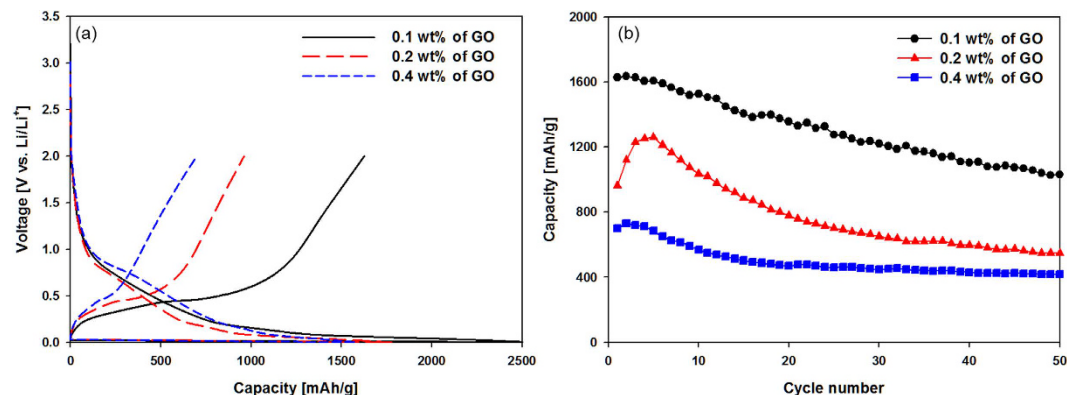 (a)
0.1 wt% of GO
0.2 wt% of GO
0.4 wt% of GO
Voltage [V vs. Li/Li⁺]
3.5
3.0
2.5
2.0
1.5
1.0
0.5
0.0
0
500
1000
1500
2000
2500
Capacity [mAh/g]
(b)
0.1 wt% of GO
0.2 wt% of GO
0.4 wt% of GO
Capacity [mAh/g]
2000
1600
1200
800
400
0
0
10
20
30
40
50
Cycle number